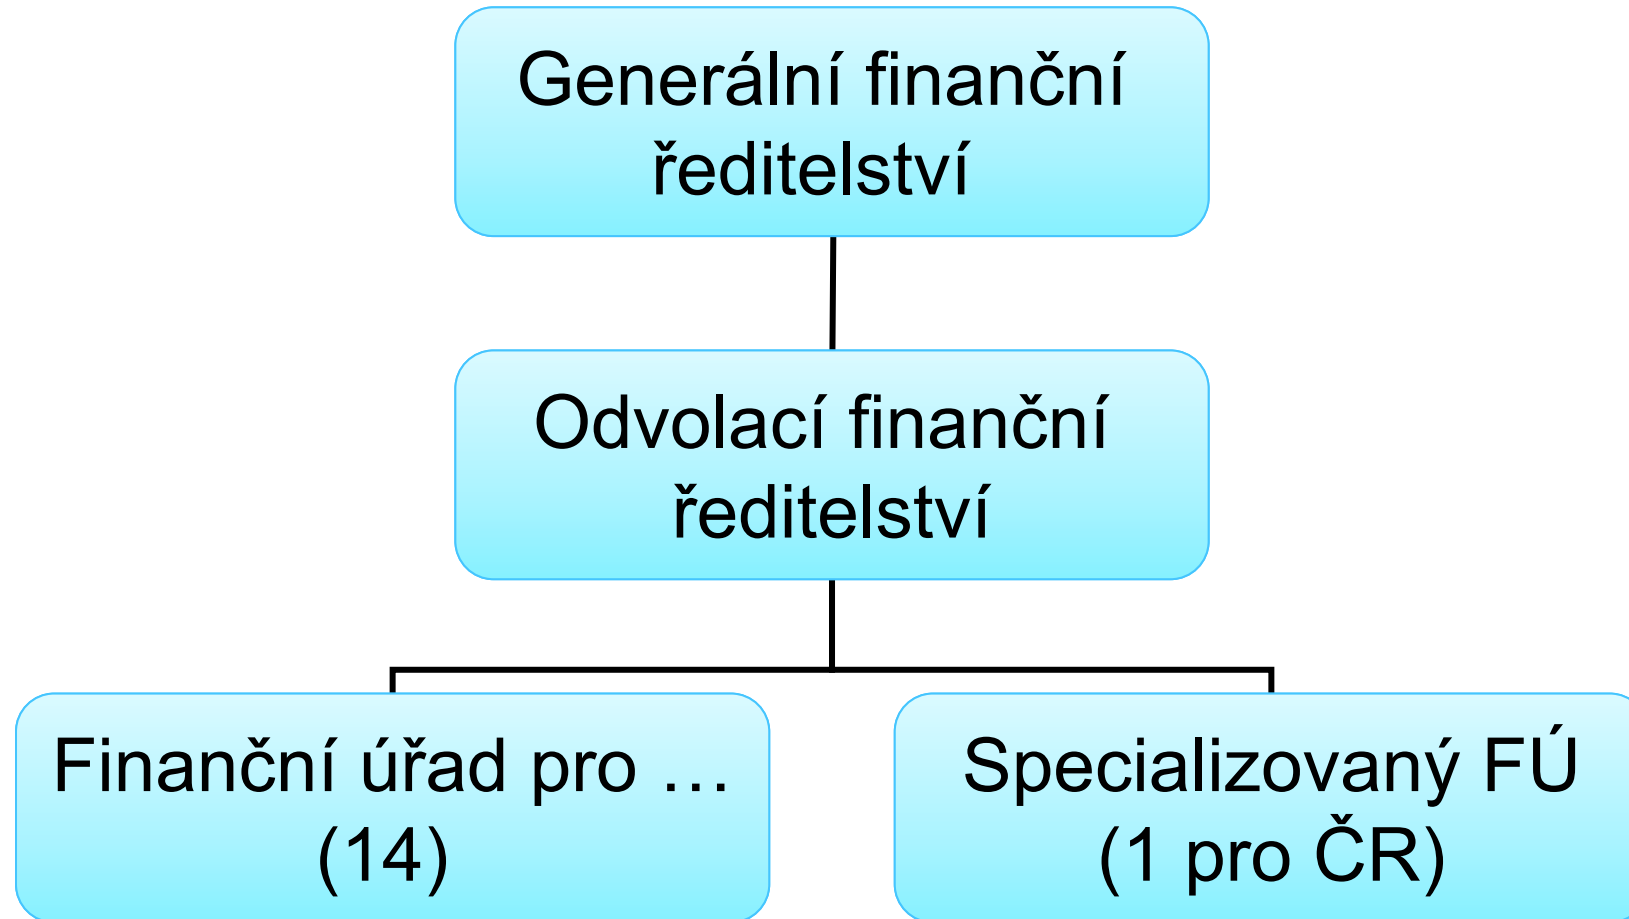 Generální finanční
ředitelství
Odvolací finanční
ředitelství
Finanční úřad pro …
(14)
Specializovaný FÚ
(1 pro ČR)